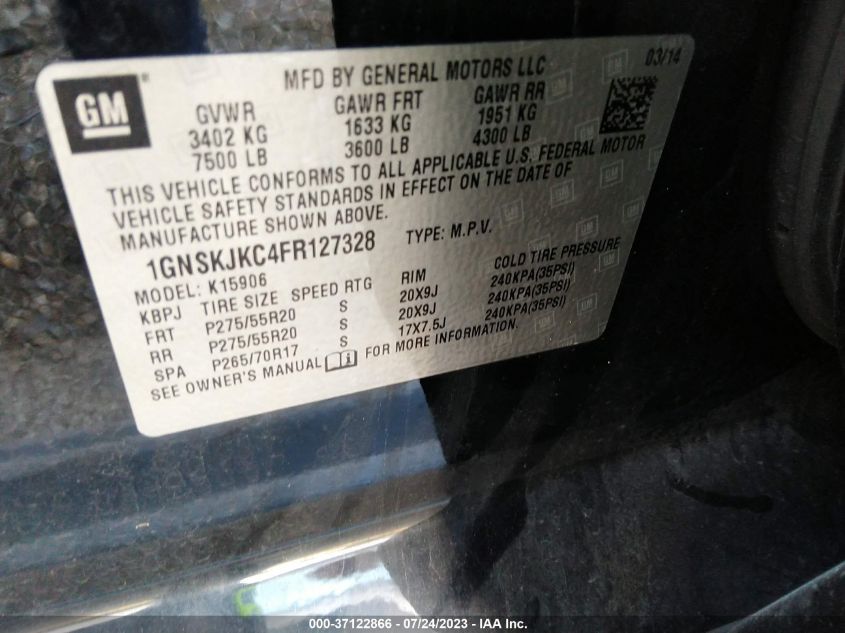 GM ®
MFD BY GENERAL MOTORS LLC 03/14
GVWR GAWR FRT GAWR RR
3402 KG 1633 KG 1951 KG
7500 LB 3600 LB 4300 LB
THIS VEHICLE CONFORMS TO ALL APPLICABLE U.S. FEDERAL MOTOR
VEHICLE SAFETY STANDARDS IN EFFECT ON THE DATE OF
MANUFACTURE SHOWN ABOVE.
1GNSKJKC4FR127328 TYPE: M.P.V.
MODEL: K15906
KBPJ TIRE SIZE SPEED RTG RIM COLD TIRE PRESSURE
FRT P275/55R20 S 20X9J 240KPA(35PSI)
RR P275/55R20 S 20X9J 240KPA(35PSI)
SPA P265/70R17 S 17X7.5J 240KPA(35PSI)
SEE OWNER'S MANUAL FOR MORE INFORMATION.
000-37122866 - 07/24/2023 - IAA Inc.